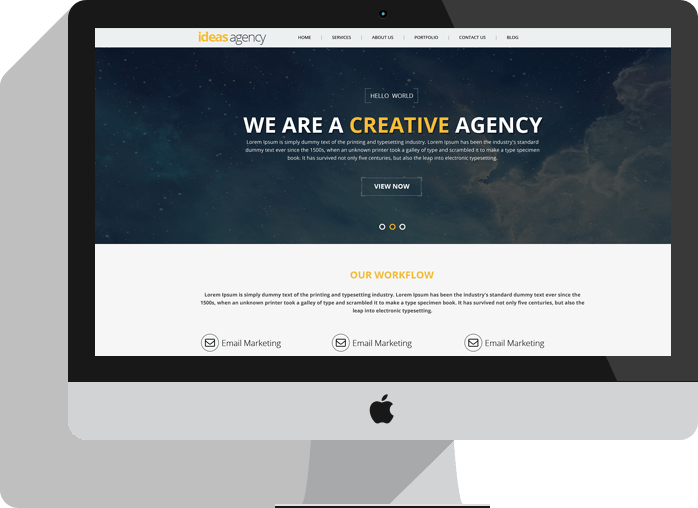 ideas agency
HOME | SERVICES | ABOUT US | PORTFOLIO | CONTACT US | BLOG
HELLO WORLD
WE ARE A CREATIVE AGENCY
Lorem Ipsum is simply dummy text of the printing and typesetting industry. Lorem Ipsum has been the industry's standard
dummy text ever since the 1500s, when an unknown printer took a galley of type and scrambled it to make a type specimen
book. It has survived not only five centuries, but also the leap into electronic typesetting.
VIEW NOW
OUR WORKFLOW
Lorem Ipsum is simply dummy text of the printing and typesetting industry. Lorem Ipsum has been the industry's standard dummy text ever since the
1500s, when an unknown printer took a galley of type and scrambled it to make a type specimen book. It has survived not only five centuries, but also the
leap into electronic typesetting.
Email Marketing Email Marketing Email Marketing